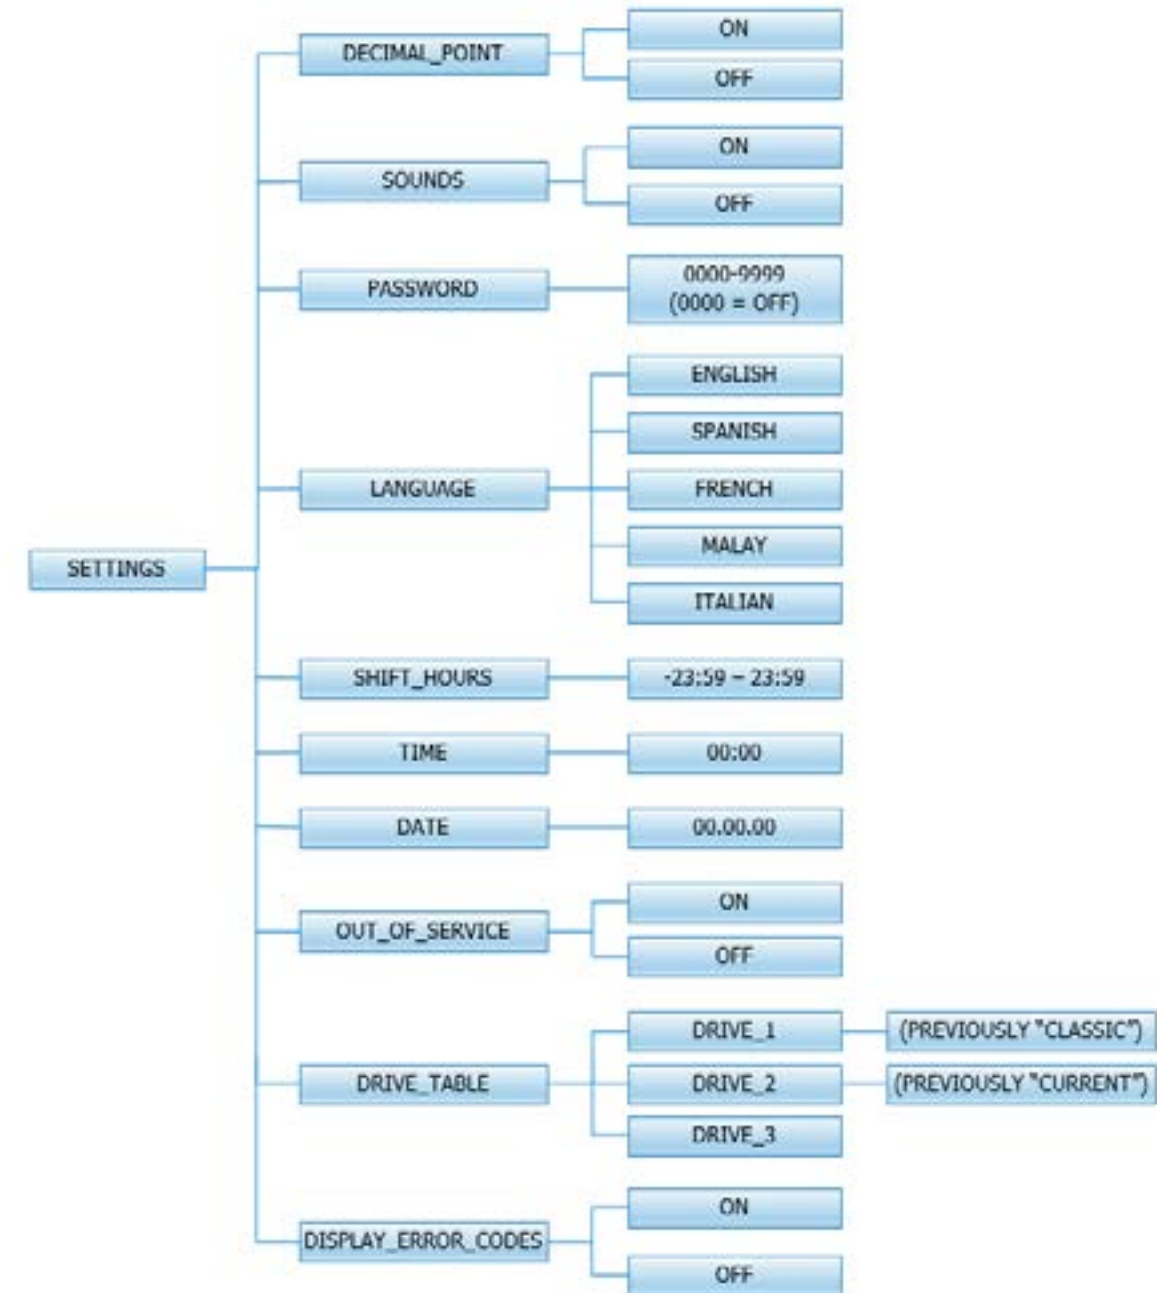 SETTINGS
DECIMAL_POINT
ON
OFF
SOUNDS
ON
OFF
PASSWORD
0000-9999
(0000 = OFF)
LANGUAGE
ENGLISH
SPANISH
FRENCH
MALAY
ITALIAN
SHIFT_HOURS
-23:59 – 23:59
TIME
00:00
DATE
00.00.00
OUT_OF_SERVICE
ON
OFF
DRIVE_TABLE
DRIVE_1
(PREVIOUSLY "CLASSIC")
DRIVE_2
(PREVIOUSLY "CURRENT")
DRIVE_3
DISPLAY_ERROR_CODES
ON
OFF